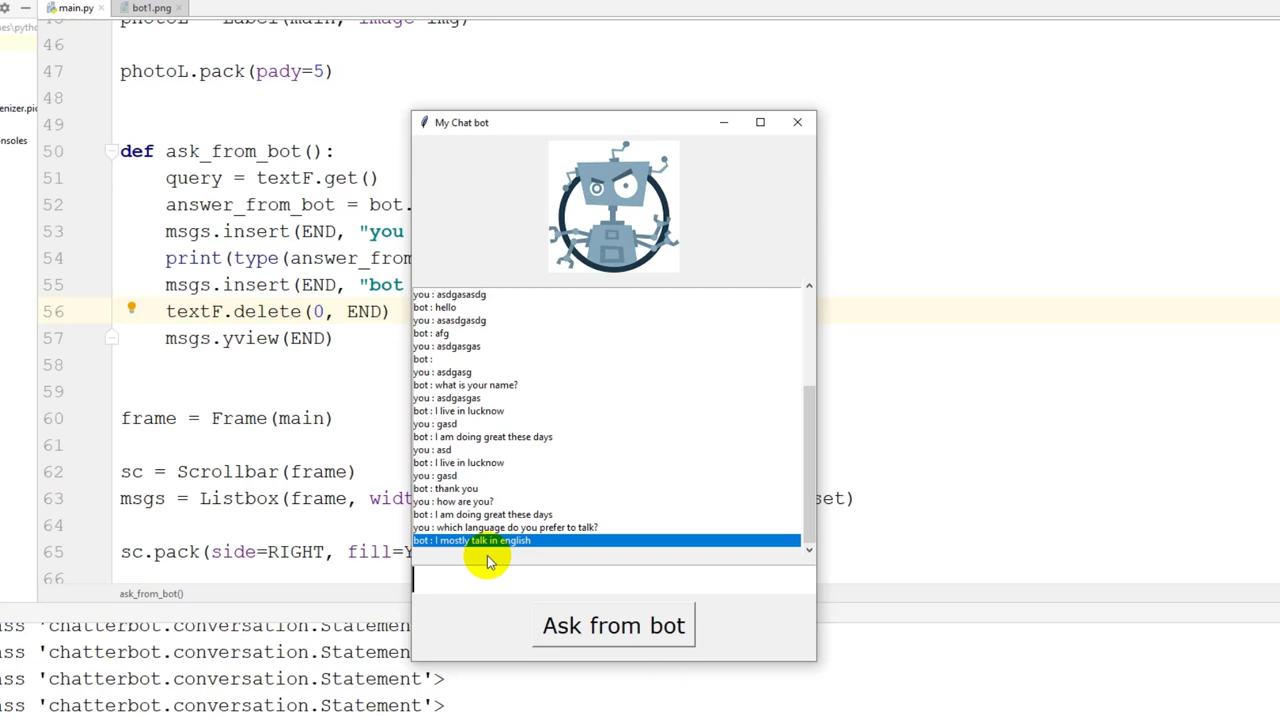 main.py
bot1.png
45
46
photoL.pack(pady=5)
47
48
49
50
def ask_from_bot():
51
query = textF.get()
52
answer_from_bot = bot.
53
msgs.insert(END, "you
54
print(type(answer_from
55
msgs.insert(END, "bot
56
textF.delete(0, END)
57
msgs.yview(END)
58
59
60
frame = Frame(main)
61
62
sc = Scrollbar(frame)
63
msgs = Listbox(frame, wid
set)
64
65
sc.pack(side=RIGHT, fill=Y
66
ask_from_bot()
enizer.pic
onsoles
My Chat bot
you : asdgasasdg
bot : hello
you : asasdgasdg
bot : afg
you : asdgasgas
bot :
you : asdgasg
bot : what is your name?
you : asdgasgas
bot : I live in lucknow
you : gasd
bot : I am doing great these days
you : asd
bot : I live in lucknow
you : gasd
bot : thank you
you : how are you?
bot : I am doing great these days
you : which language do you prefer to talk?
bot : I mostly talk in english
Ask from bot
ass 'chatterbot.conversation.Statement'
ass 'chatterbot.conversation.Statement
ass 'chatterbot.conversation.Statement'>
ass 'chatterbot.conversation.Statement'>